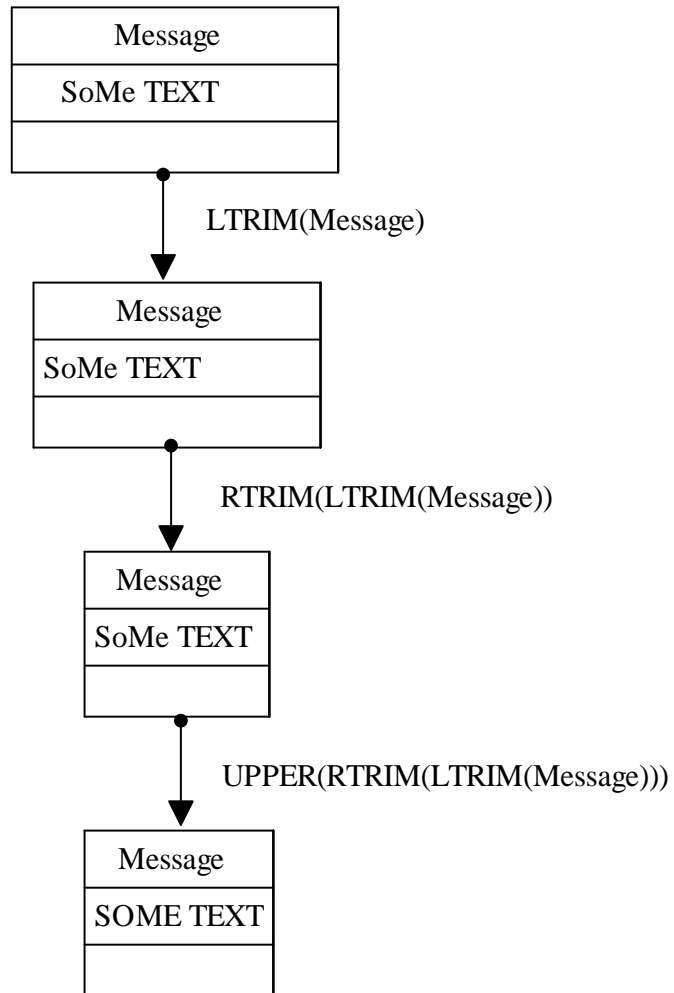 Message
SoMe TEXT
LTRIM(Message)
Message
SoMe TEXT
RTRIM(LTRIM(Message))
Message
SoMe TEXT
UPPER(RTRIM(LTRIM(Message)))
Message
SOME TEXT